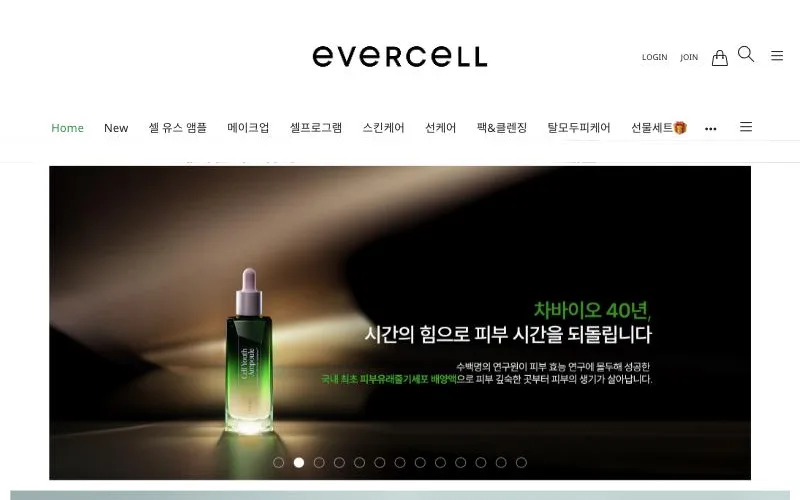 evercell
LOGIN JOIN
Home New 셀 유스 앰플 메이크업 셀프로그램 스킨케어 선케어 팩&클렌징 탈모두피케어 선물세트🎁 •••
차바이오 40년,
시간의 힘으로 피부 시간을 되돌립니다
수백명의 연구원이 피부 효능 연구에 몰두해 성공한
국내 최초 피부유래줄기세포 배양액으로 피부 깊숙한 곳부터 피부의 생기가 살아납니다.
Cell Youth
Ampoule